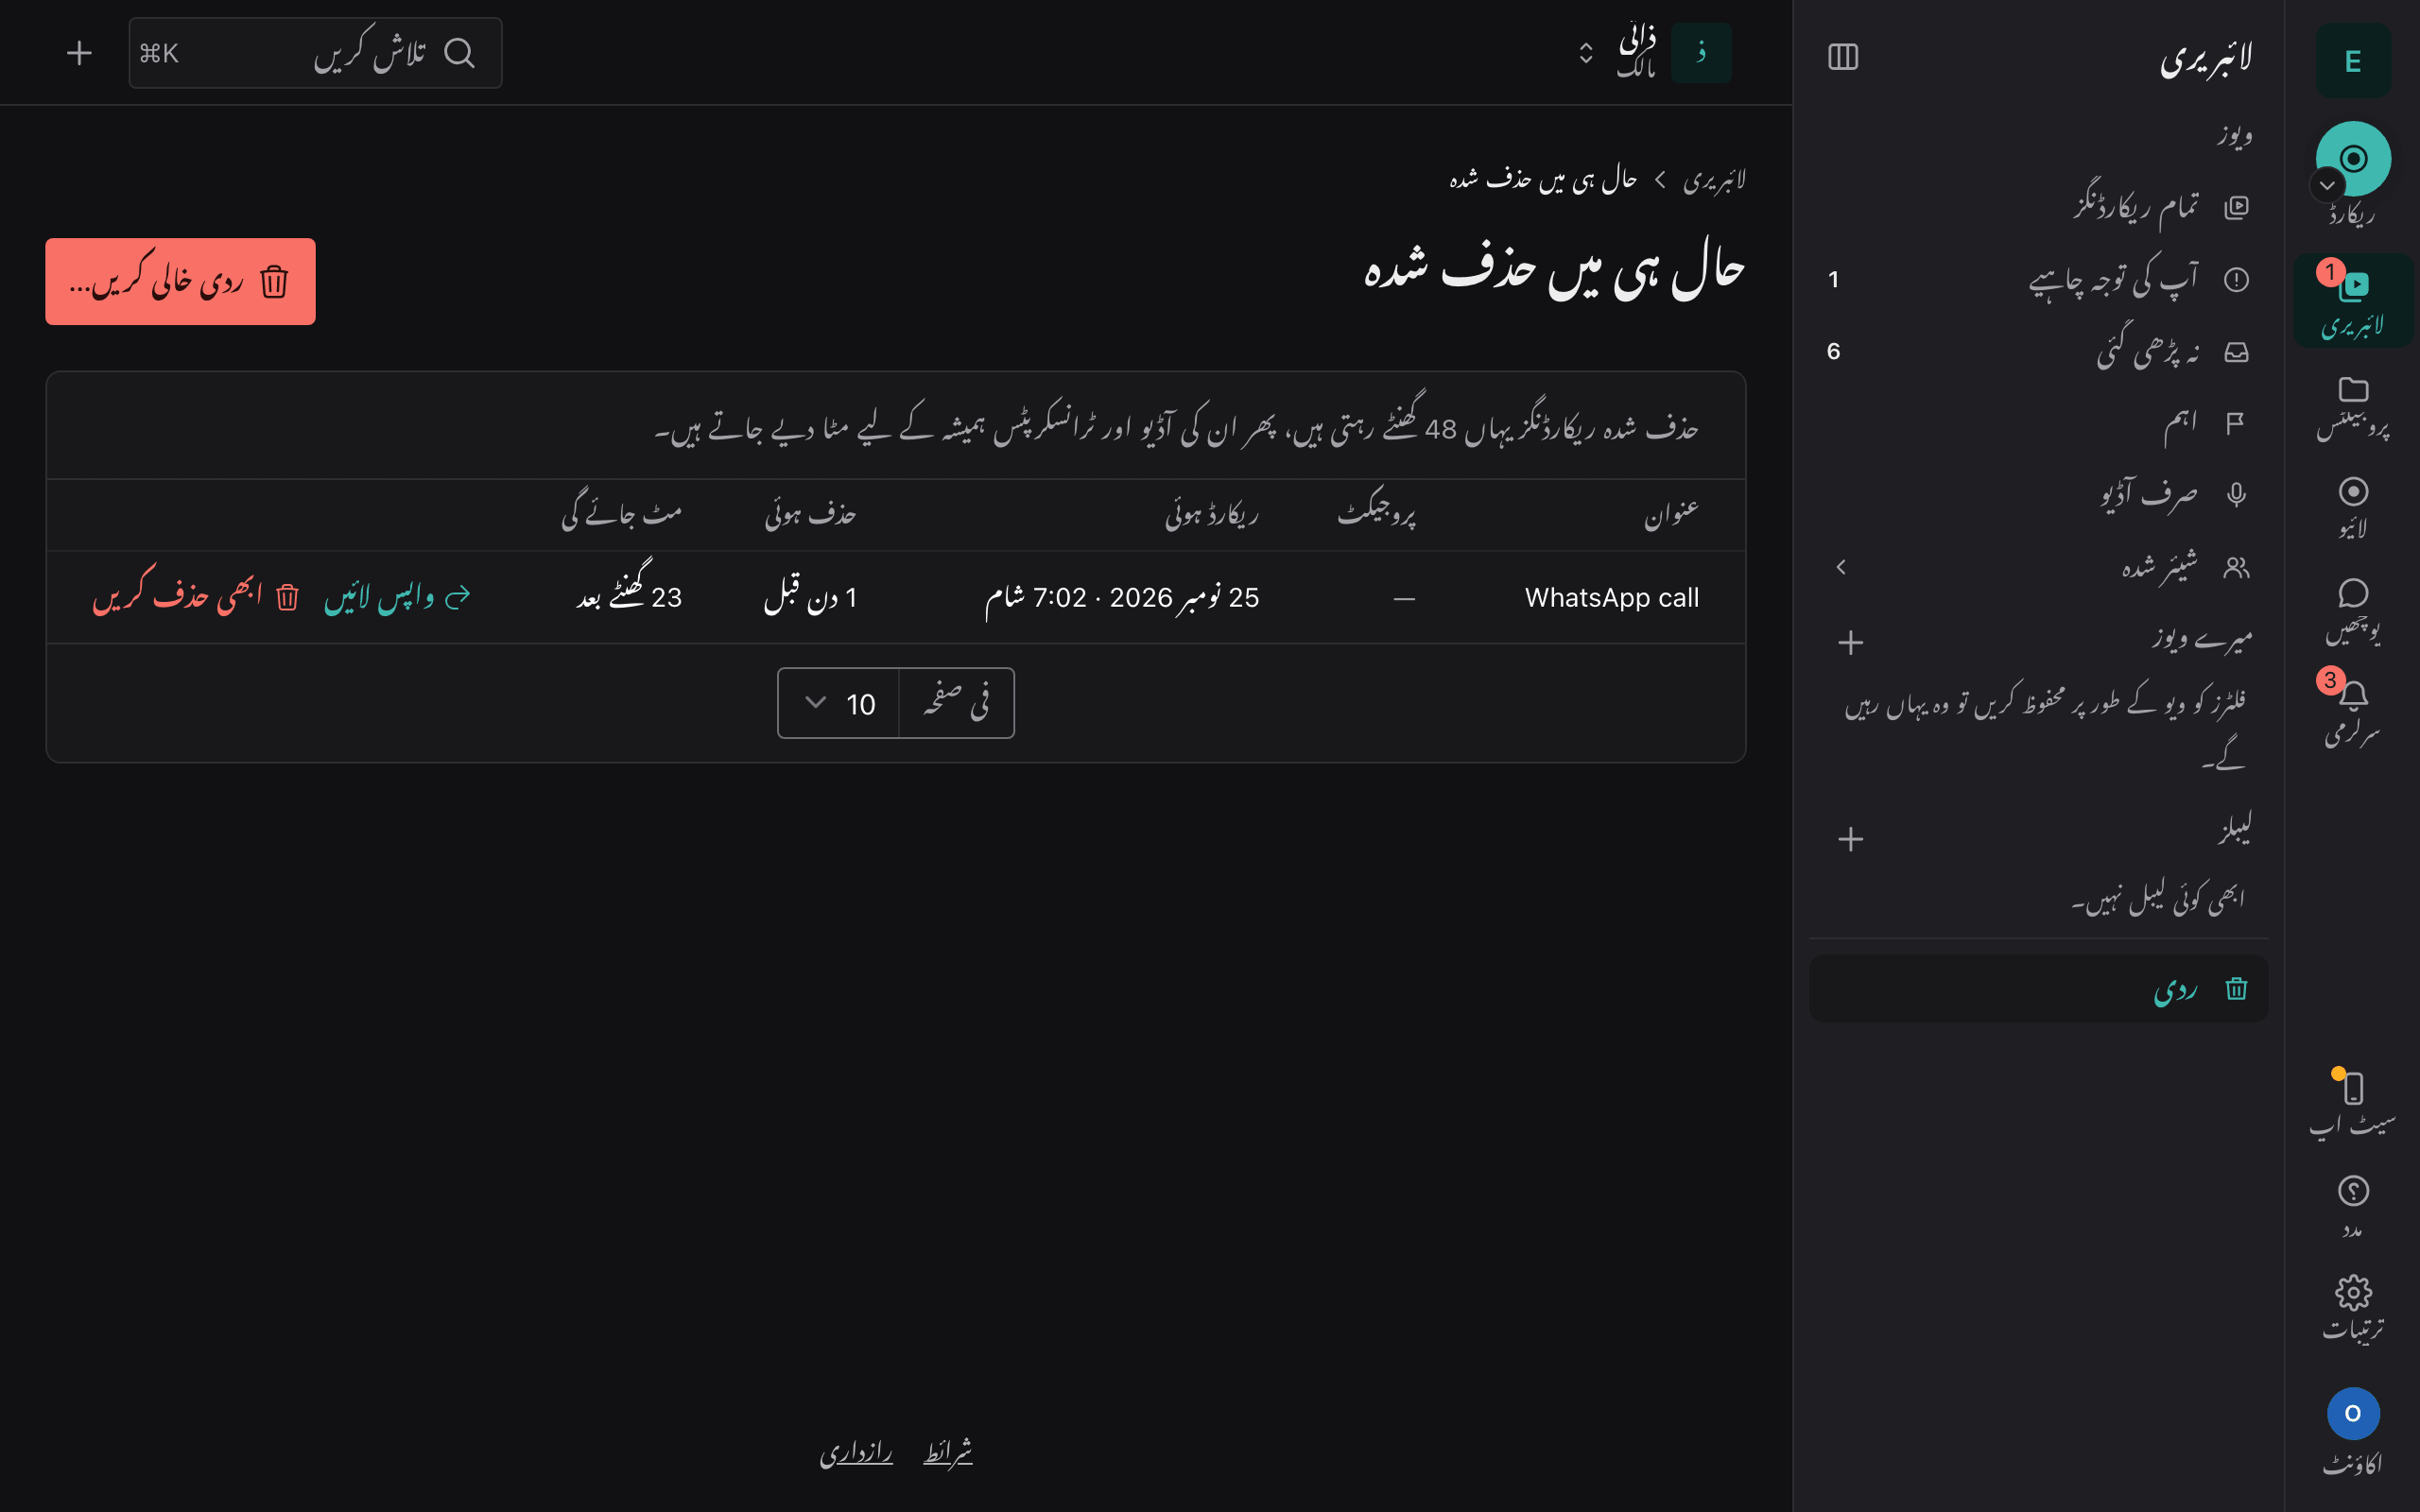 E
ریکارڈ
1
لائبریری
پروجیکٹس
لائیو
پوچھیں
3
سرگرمی
سیٹ اپ
مدد
ترتیبات
O
اکاؤنٹ
لائبریری
ویوز
تمام ریکارڈنگز
آپ کی توجہ چاہیے 1
نہ پڑھی گئی 6
اہم
صرف آڈیو
شیئر شدہ
میرے ویوز
فلٹرز کو ویو کے طور پر محفوظ کریں تو وہ یہاں رہیں
گے۔
لیبلز
ابھی کوئی لیبل نہیں۔
ردی
ذ
ذاتی
مالک
تلاش کریں ⌘K
لائبریری › حال ہی میں حذف شدہ
حال ہی میں حذف شدہ
ردی خالی کریں...
حذف شدہ ریکارڈنگز یہاں 48 گھنٹے رہتی ہیں، پھر ان کی آڈیو اور ٹرانسکرپٹس ہمیشہ کے لیے مٹا دیے جاتے ہیں۔
عنوان پروجیکٹ ریکارڈ ہوئی حذف ہوئی مٹ جائے گی
WhatsApp call — 25 نومبر 2026 · 7:02 شام 1 دن قبل 23 گھنٹے بعد واپس لائیں ابھی حذف کریں
فی صفحہ 10
شرائط رازداری